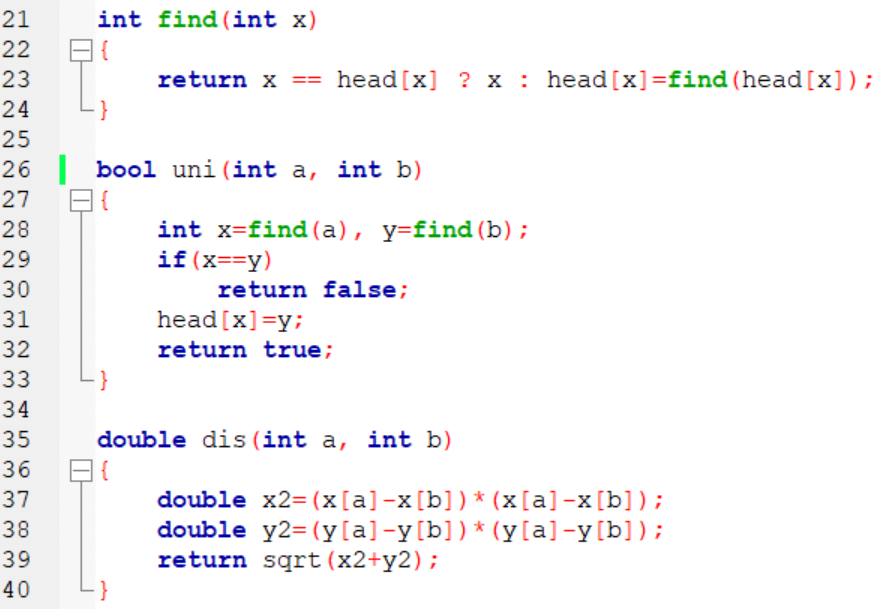 21 int find(int x)
22 {
23 return x == head[x] ? x : head[x]=find(head[x]);
24 }
25
26 bool uni(int a, int b)
27 {
28 int x=find(a), y=find(b);
29 if(x==y)
30 return false;
31 head[x]=y;
32 return true;
33 }
34
35 double dis(int a, int b)
36 {
37 double x2=(x[a]-x[b])*(x[a]-x[b]);
38 double y2=(y[a]-y[b])*(y[a]-y[b]);
39 return sqrt(x2+y2);
40 }